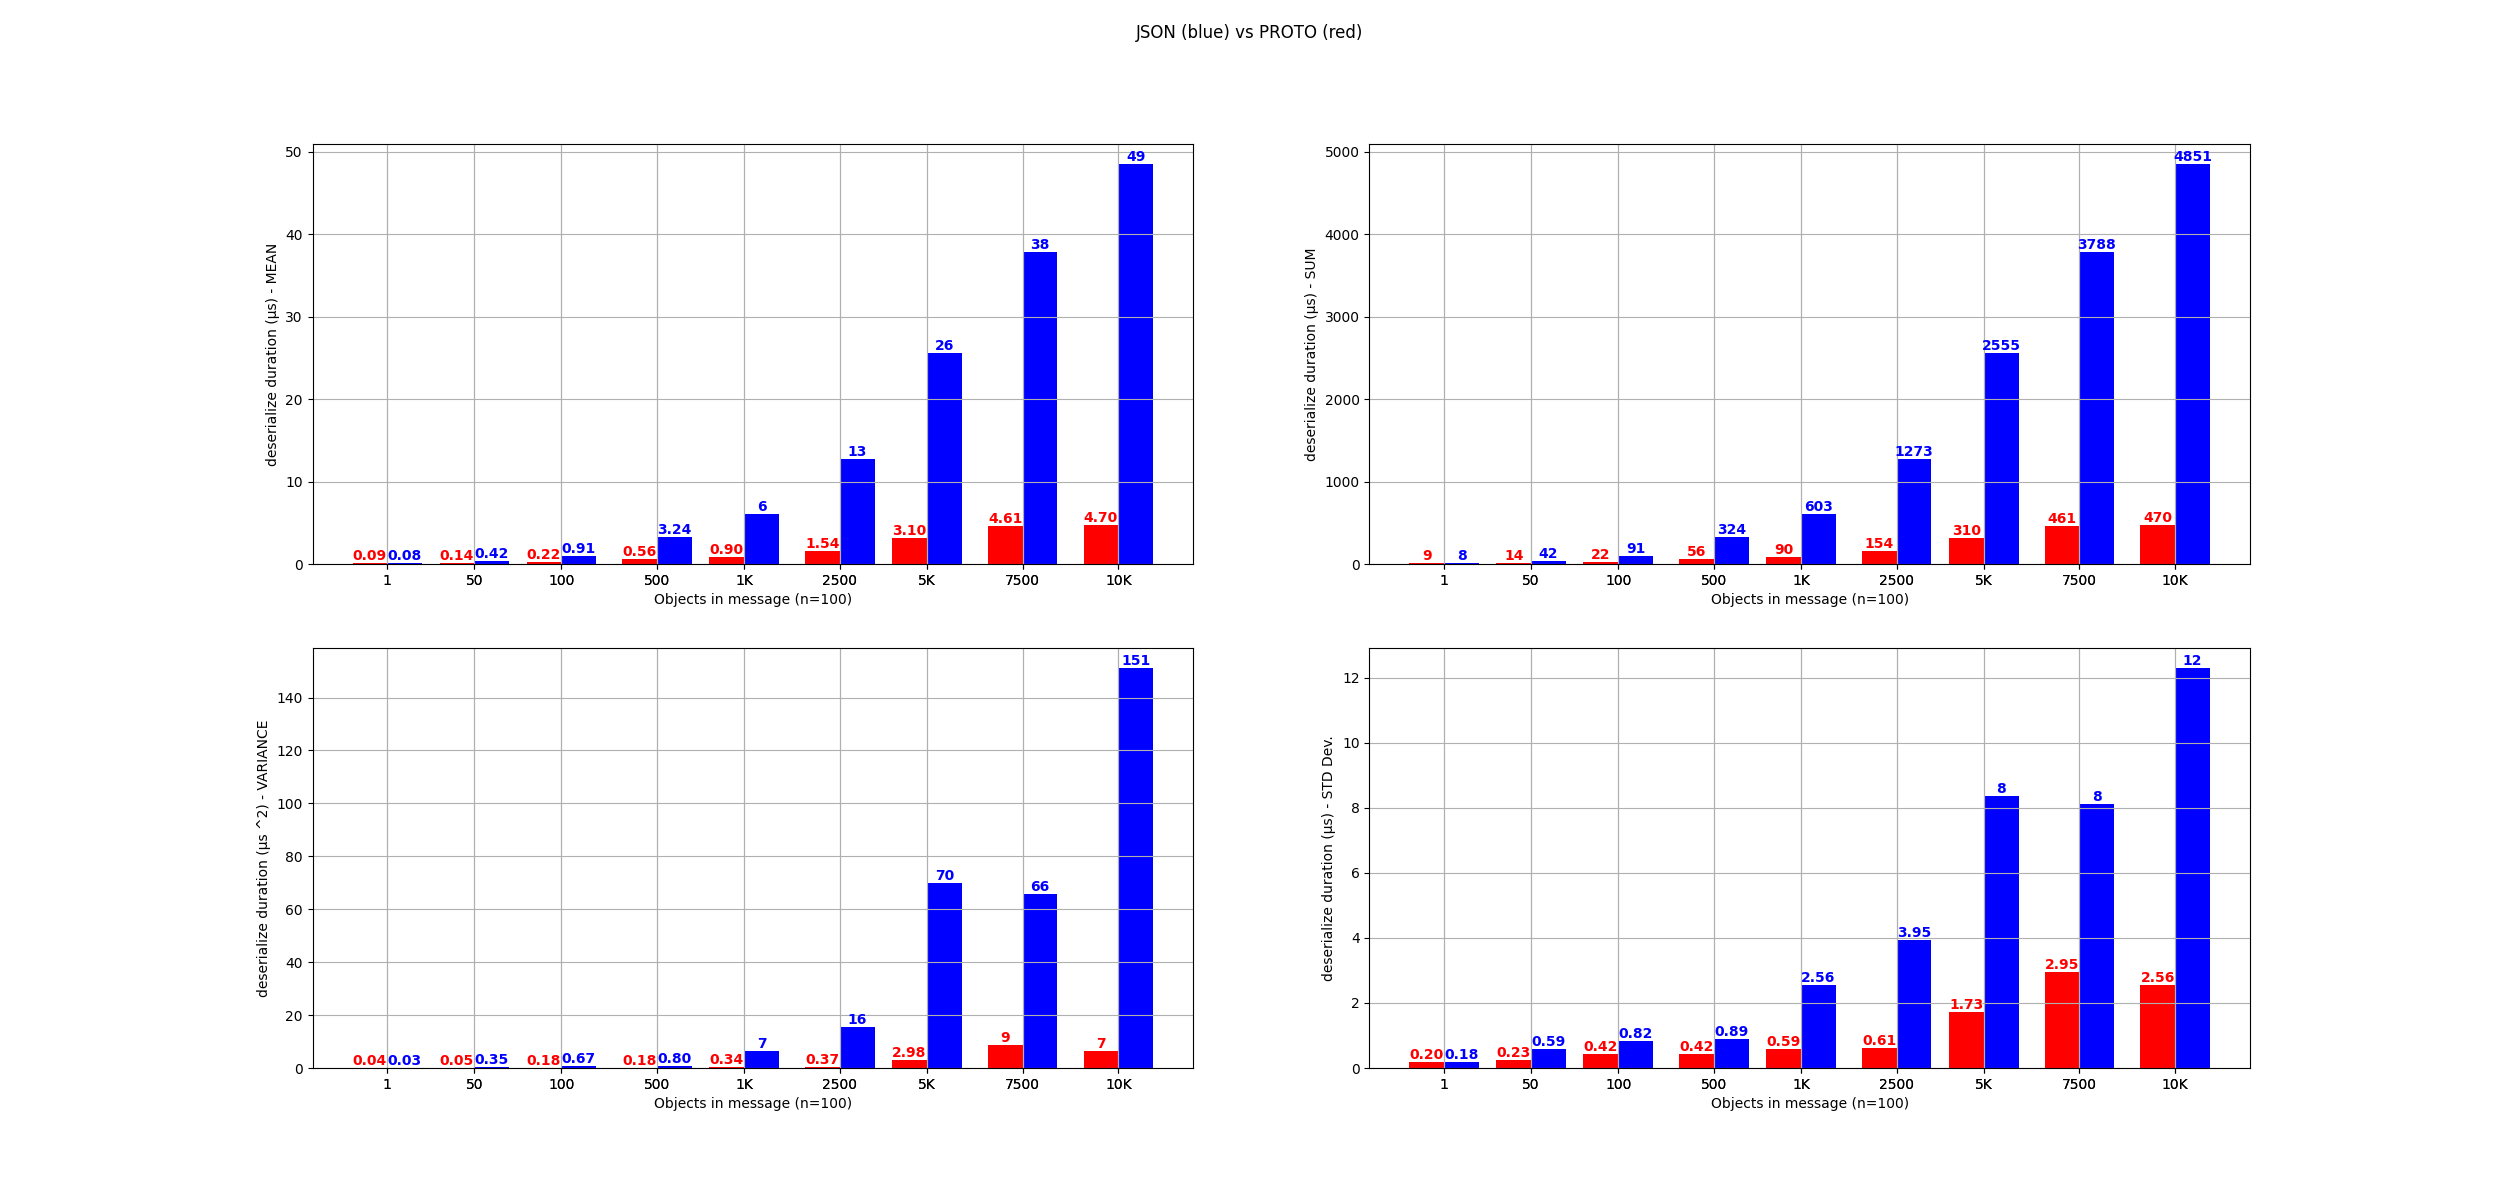 JSON (blue) vs PROTO (red)
deserialize duration (µs) - MEAN
50
40
30
20
10
0
0.09 0.08 0.14 0.42 0.22 0.91 0.56 3.24 0.90 6 1.54 13 3.10 26 4.61 38 4.70 49
1 50 100 500 1K 2500 5K 7500 10K
Objects in message (n=100)
deserialize duration (µs) - SUM
5000
4000
3000
2000
1000
0
9 8 14 42 22 91 56 324 90 603 154 1273 310 2555 461 3788 470 4851
1 50 100 500 1K 2500 5K 7500 10K
Objects in message (n=100)
deserialize duration (µs ^2) - VARIANCE
140
120
100
80
60
40
20
0
0.04 0.03 0.05 0.35 0.18 0.67 0.18 0.80 0.34 7 0.37 16 2.98 70 9 66 7 151
1 50 100 500 1K 2500 5K 7500 10K
Objects in message (n=100)
deserialize duration (µs) - STD Dev.
12
10
8
6
4
2
0
0.20 0.18 0.23 0.59 0.42 0.82 0.42 0.89 0.59 2.56 0.61 3.95 1.73 8 2.95 8 2.56 12
1 50 100 500 1K 2500 5K 7500 10K
Objects in message (n=100)